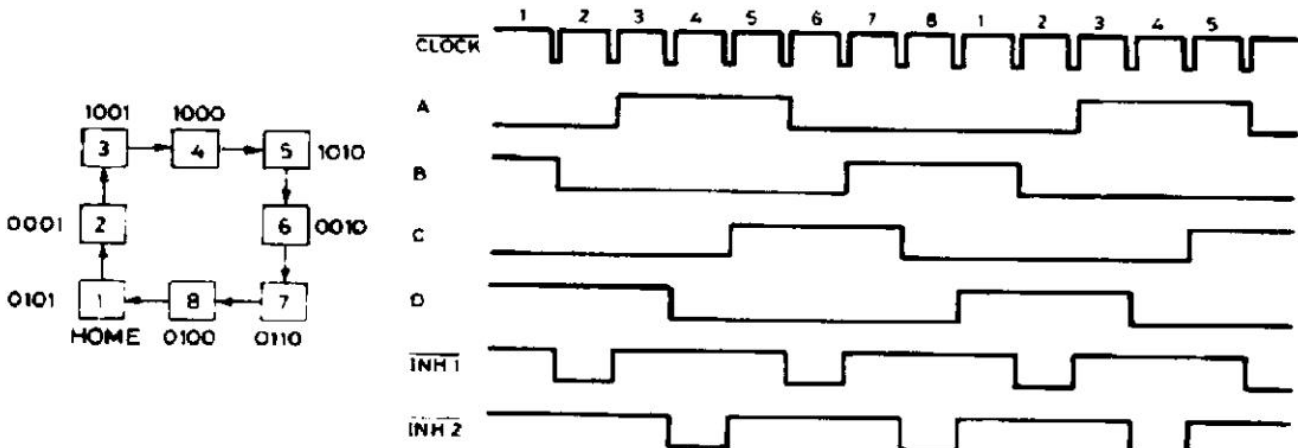 1001 1000
3 4 5 1010
0001 2 6 0010
0101 1 8 7
HOME 0100 0110
1 2 3 4 5 6 7 8 1 2 3 4 5
CLOCK
A
B
C
D
INH 1
INH 2